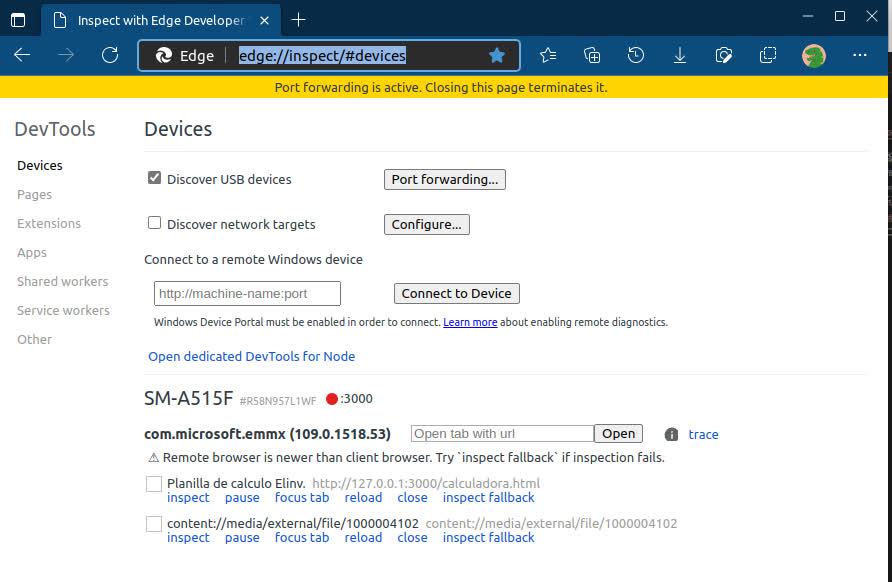 Inspect with Edge Developer
Edge edge://inspect/#devices
Port forwarding is active. Closing this page terminates it.
DevTools
Devices
Pages
Extensions
Apps
Shared workers
Service workers
Other
Devices
Discover USB devices Port forwarding...
Discover network targets Configure...
Connect to a remote Windows device
http://machine-name:port Connect to Device
Windows Device Portal must be enabled in order to connect. Learn more about enabling remote diagnostics.
Open dedicated DevTools for Node
SM-A515F #R58N957L1WF :3000
com.microsoft.emmx (109.0.1518.53) Open tab with url Open trace
⚠ Remote browser is newer than client browser. Try `inspect fallback` if inspection fails.
Planilla de calculo Elinv. http://127.0.0.1:3000/calculadora.html
inspect pause focus tab reload close inspect fallback
content://media/external/file/1000004102 content://media/external/file/1000004102
inspect pause focus tab reload close inspect fallback